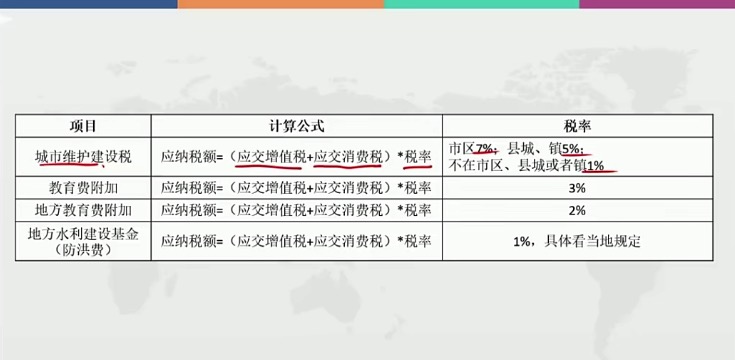 项目 计算公式 税率
城市维护建设税 应纳税额=（应交增值税+应交消费税）*税率 市区7%；县城、镇5%；
不在市区、县城或者镇1%
教育费附加 应纳税额=（应交增值税+应交消费税）*税率 3%
地方教育费附加 应纳税额=（应交增值税+应交消费税）*税率 2%
地方水利建设基金
（防洪费） 应纳税额=（应交增值税+应交消费税）*税率 1%，具体看当地规定